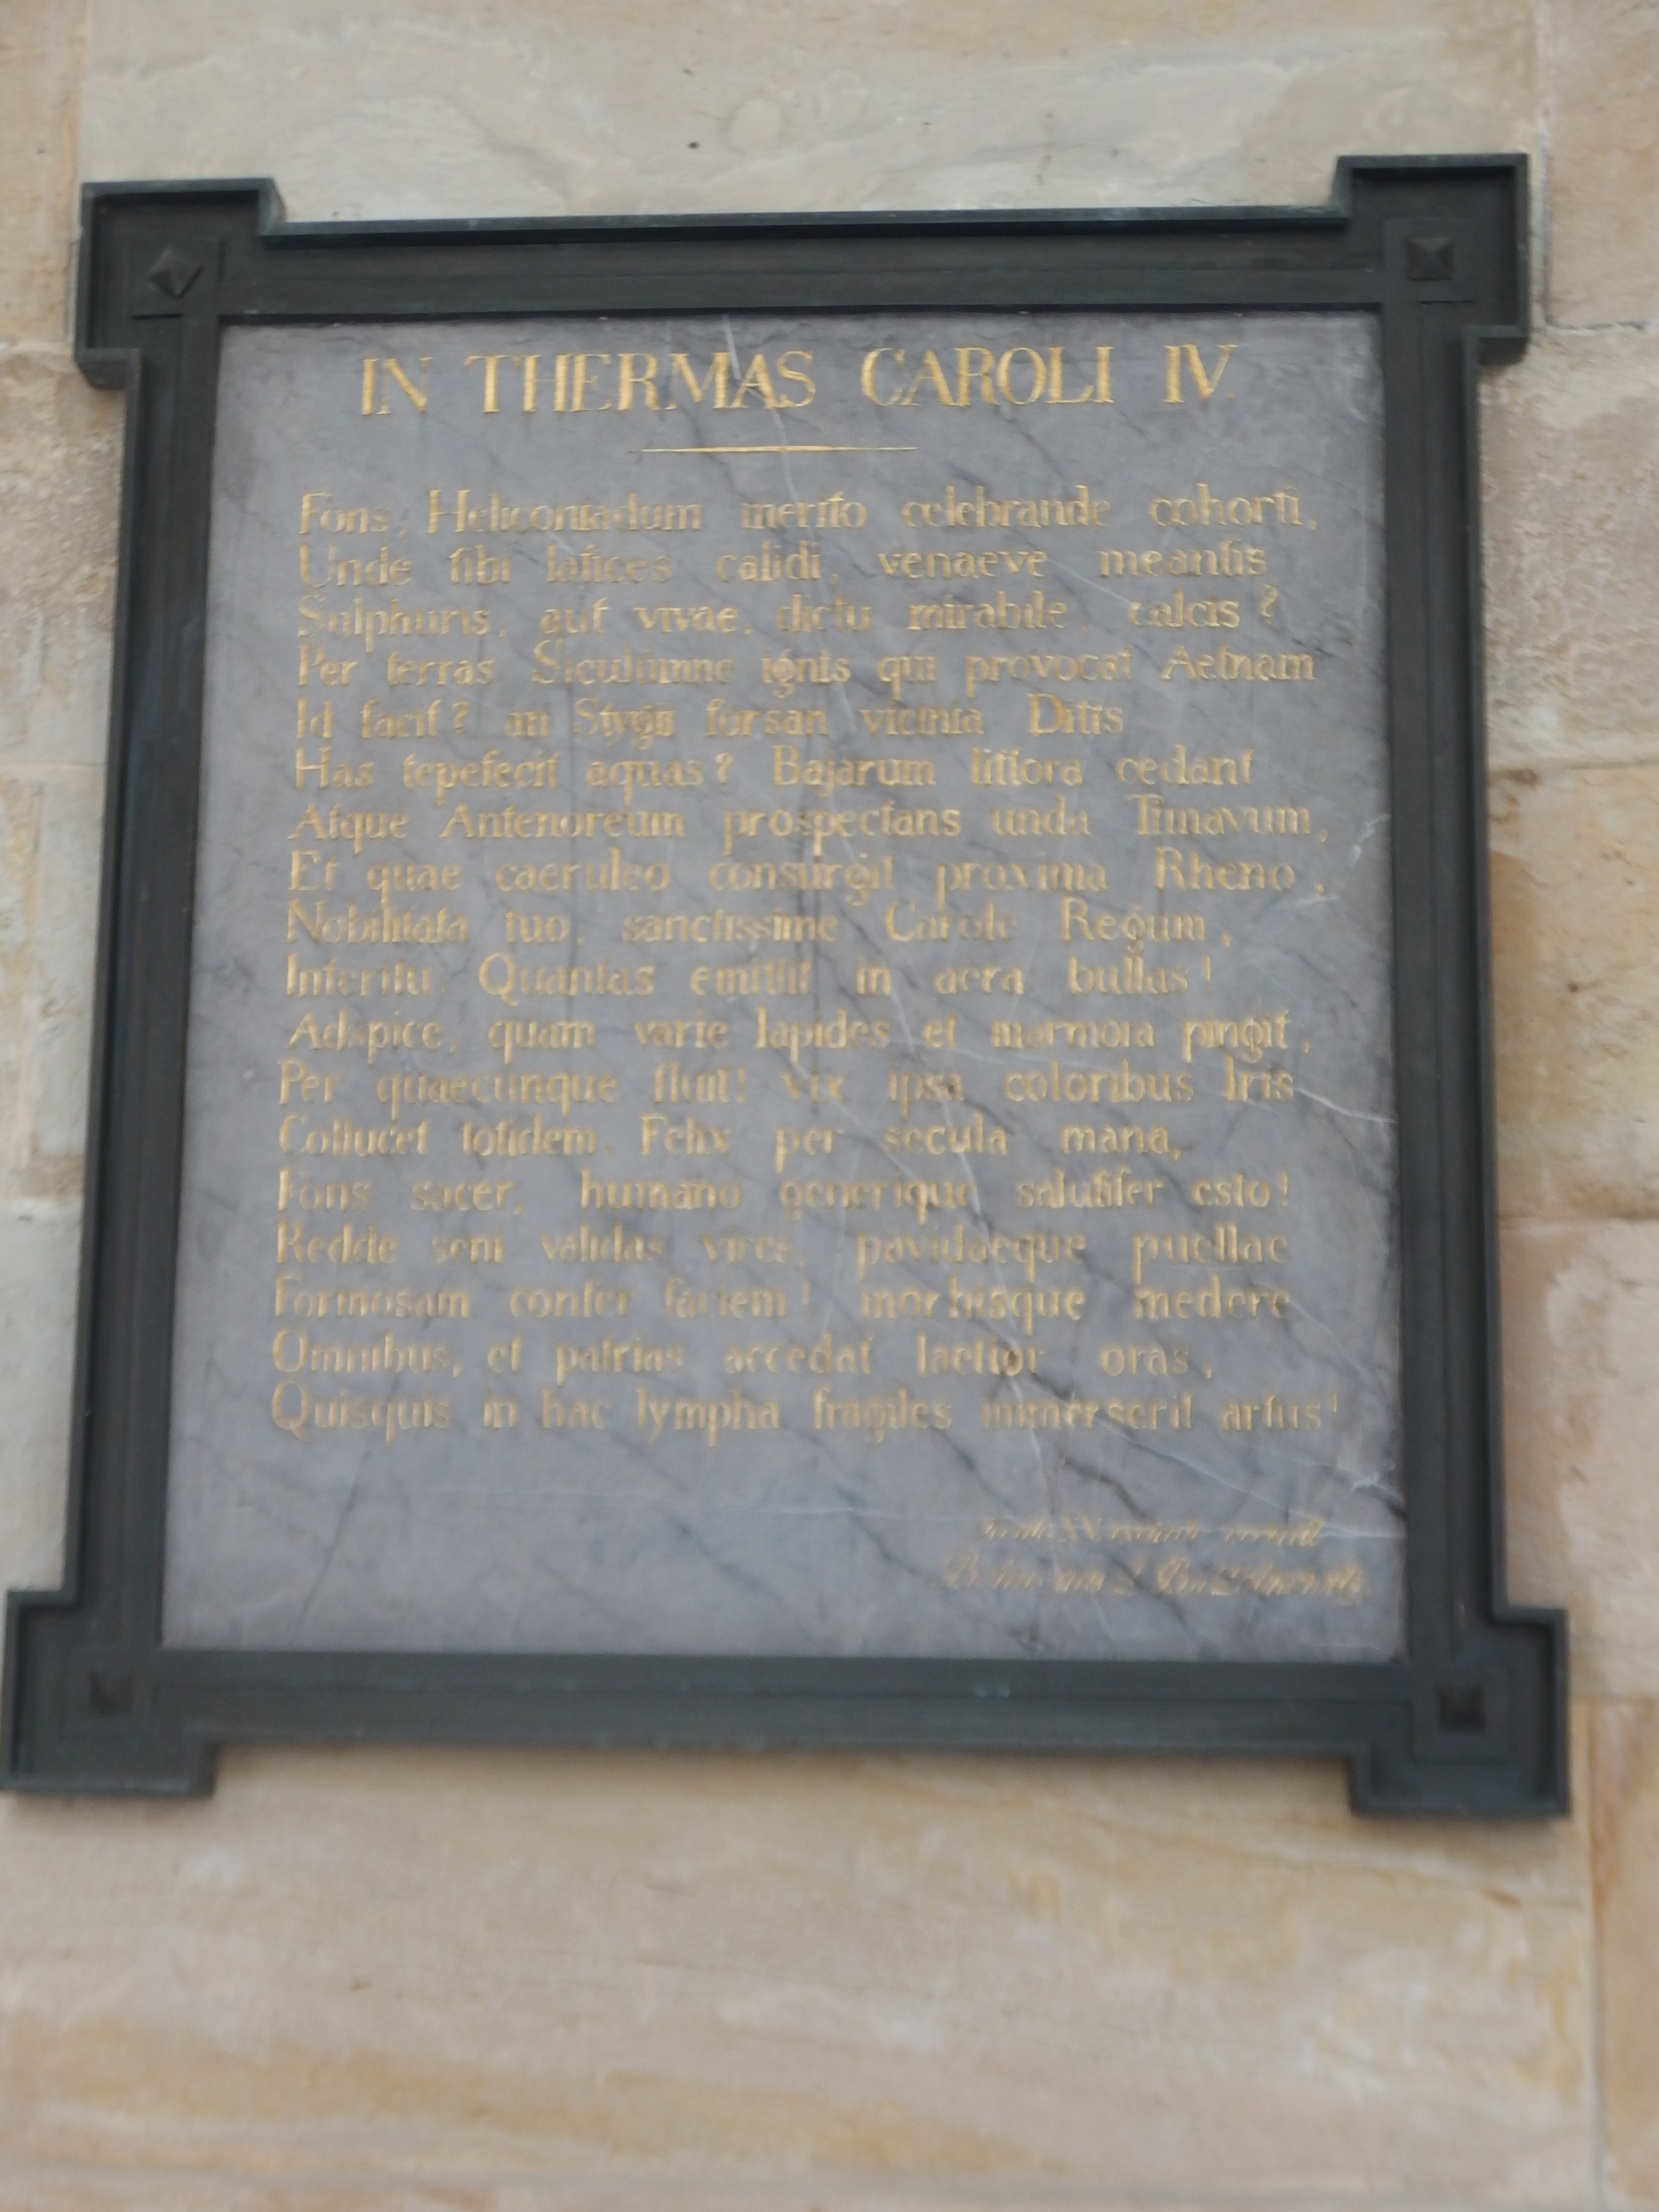 IN THERMAS CAROLI IV.
Fons, Heliconiadum merito celebrande cohorti,
Unde tibi latices calidi, venaeve meantis
Sulphuris, aut vivae, dictu mirabile, calcis?
Per terras Siculumne ignis qui provocat Aetnam
Id facit? an Stygii forsan vicinia Ditis
Has tepefecit aquas? Bajarum littora cedant
Atque Antenoreum prospectans unda Timavum,
Et quae caeruleo consurgit proxima Rheno,
Nobilitata tuo, sanctissime Carole Regum,
Interitu. Quantas emittit in aera bullas!
Adspice, quam varie lapides et marmora pingit,
Per quaecunque fluit! vix ipsa coloribus Iris
Collucet totidem. Felix per secula mana,
Fons sacer, humano generique salutifer esto!
Redde seni validas vires, pavidaeque puellae
Formosam confer faciem! morbisque medere
Omnibus, et patrias accedat laetior oras,
Quisquis in hac lympha fragiles immerserit artus!